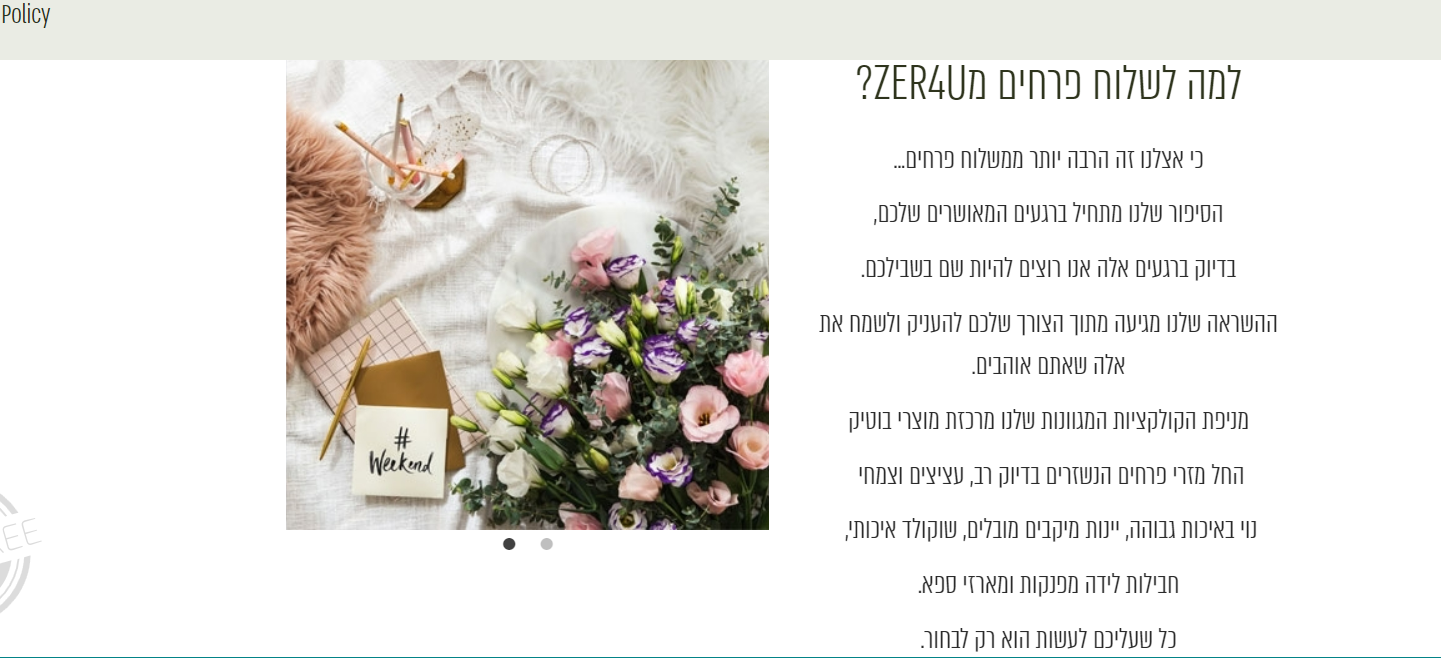 Policy
למה לשלוח פרחים מZER4U?
כי אצלנו זה הרבה יותר ממשלוח פרחים...
הסיפור שלנו מתחיל ברגעים המאושרים שלכם,
בדיוק ברגעים אלה אנו רוצים להיות שם בשבילכם.
ההשראה שלנו מגיעה מתוך הצורך שלכם להעניק ולשמח את
אלה שאתם אוהבים.
מניפת הקולקציות המגוונות שלנו מרכזת מוצרי בוטיק
החל מזרי פרחים הנשזרים בדיוק רב, עציצים וצמחי
נוי באיכות גבוהה, יינות מיקבים מובלים, שוקולד איכותי,
חבילות לידה מפנקות ומארזי ספא.
כל שעליכם לעשות הוא רק לבחור.
#
Weekend